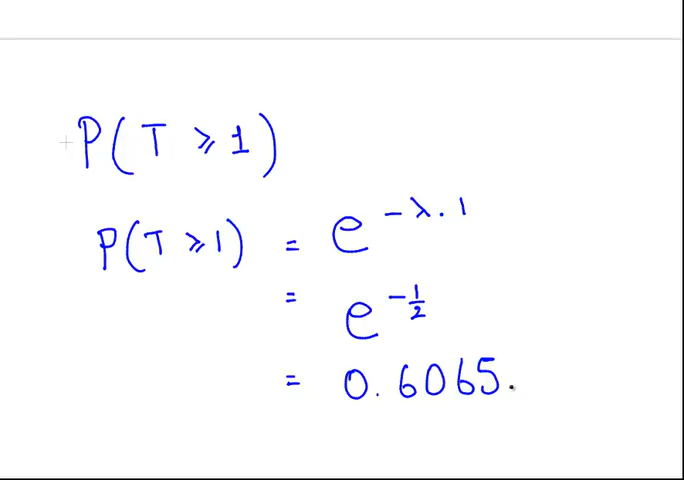 P(T ⩾ 1)
P(T ⩾ 1) = e^{-λ.1}
= e^{-1/2}
= 0.6065.